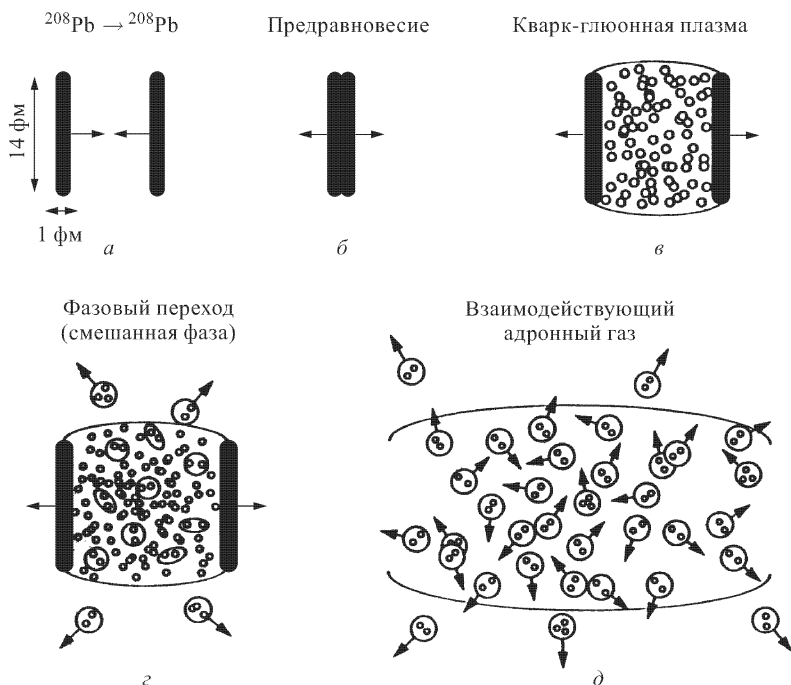 ²⁰⁸Pb → ²⁰⁸Pb
Предравновесие
Кварк-глюонная плазма
14 фм
1 фм
а
б
в
Фазовый переход
(смешанная фаза)
Взаимодействующий
адронный газ
г
д